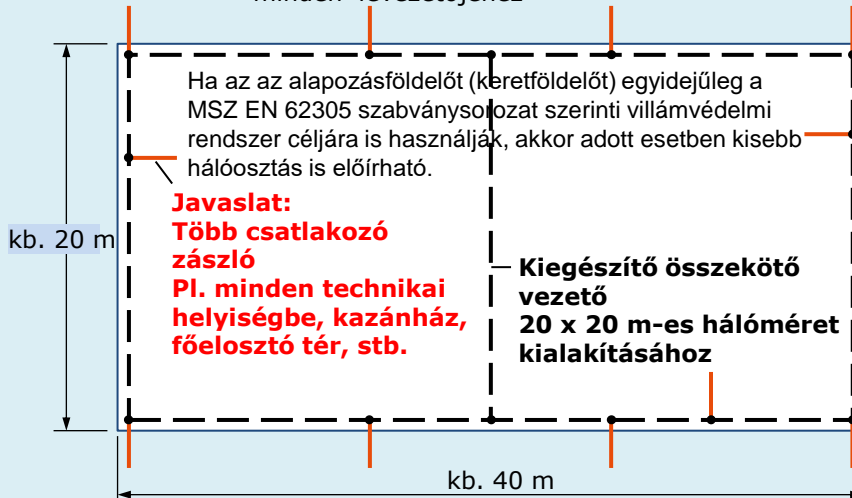 minden levezetőjéhez
Ha az az alapozásföldelőt (keretföldelőt) egyidejűleg a
MSZ EN 62305 szabványsorozat szerinti villámvédelmi
rendszer céljára is használják, akkor adott esetben kisebb
hálóosztás is előírható.
Javaslat:
Több csatlakozó
zászló
Pl. minden technikai
helyiségbe, kazánház,
főelosztó tér, stb.
kb. 20 m
Kiegészítő összekötő
vezető
20 x 20 m-es hálóméret
kialakításához
kb. 40 m